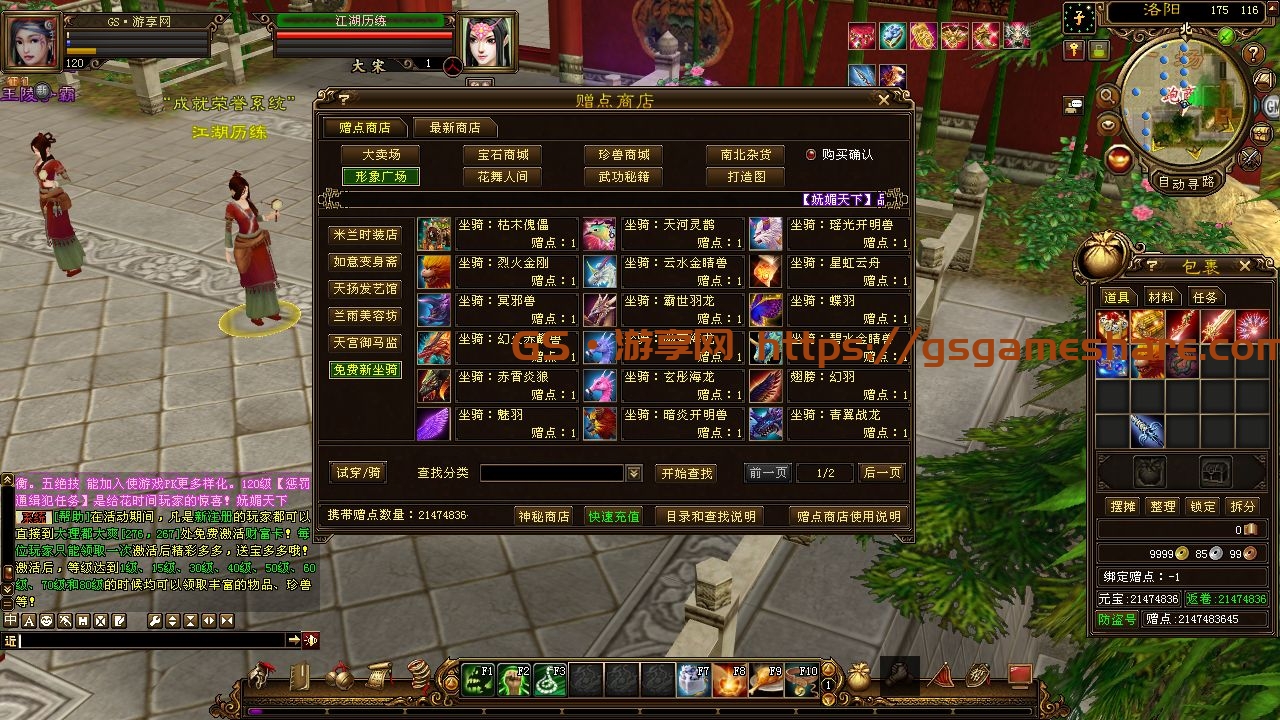 GS·游享网
120
江湖历练
大宋
1
洛阳
175 116
北
自动寻路
"成就荣誉系统"
江湖历练
赠点商店
赠点商店
最新商店
大卖场
宝石商城
珍兽商城
南北杂货
购买确认
形象广场
花舞人间
武功秘籍
打造图
【妩媚天下】
米兰时装店
如意变身斋
天扬发艺馆
兰雨美容坊
天宫御马监
免费新坐骑
坐骑：枯木傀儡
赠点：1
坐骑：天河灵鹊
赠点：1
坐骑：瑶光开明兽
赠点：1
坐骑：烈火金刚
赠点：1
坐骑：云水金睛兽
赠点：1
坐骑：星虹云舟
赠点：1
坐骑：冥邪兽
赠点：1
坐骑：霸世羽龙
赠点：1
坐骑：蝶羽
赠点：1
GS·游享网 https://gsgameshare.com
坐骑：赤霄炎狼
赠点：1
坐骑：玄彤海龙
赠点：1
翅膀：幻羽
赠点：1
坐骑：魅羽
赠点：1
坐骑：暗炎开明兽
赠点：1
坐骑：青翼战龙
赠点：1
试穿/骑
查找分类
开始查找
前一页
1/2
后一页
携带赠点数量：21474836
神秘商店
快速充值
目录和查找说明
赠点商店使用说明
包裹
道具
材料
任务
摆摊
整理
锁定
拆分
0
9999 85 99
绑定赠点：-1
元宝:21474836
返卷:21474836
防盗号
赠点:2147483645
衡。五绝技 能加入使游戏PK更多样化。120级【惩罚
通缉犯任务】是给花时间玩家的惊喜！妩媚天下
系统 [帮助]在活动期间，凡是新注册的玩家都可以
直接到大理都大爽[276，267]处免费激活财富卡！每
位玩家只能领取一次激活后精彩多多，送宝多多哦！
激活后，等级达到1级、15级、30级、40级、50级、60
级、70级和80级的时候均可以领取丰富的物品、珍兽
等！
近
F1 F2 F3 F7 F8 F9 F10
1